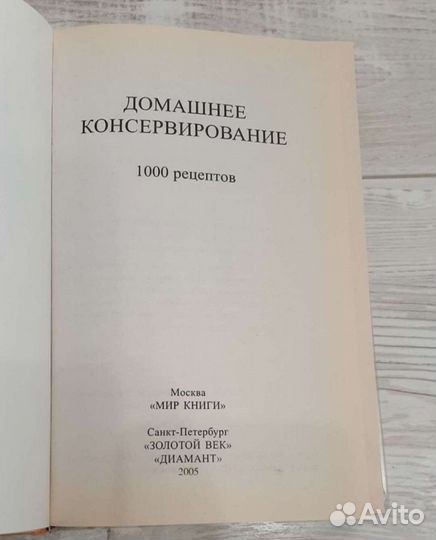 ДОМАШНЕЕ
КОНСЕРВИРОВАНИЕ
1000 рецептов
Москва
«МИР КНИГИ»
Санкт-Петербург
«ЗОЛОТОЙ ВЕК»
«ДИАМАНТ»
2005
Avito